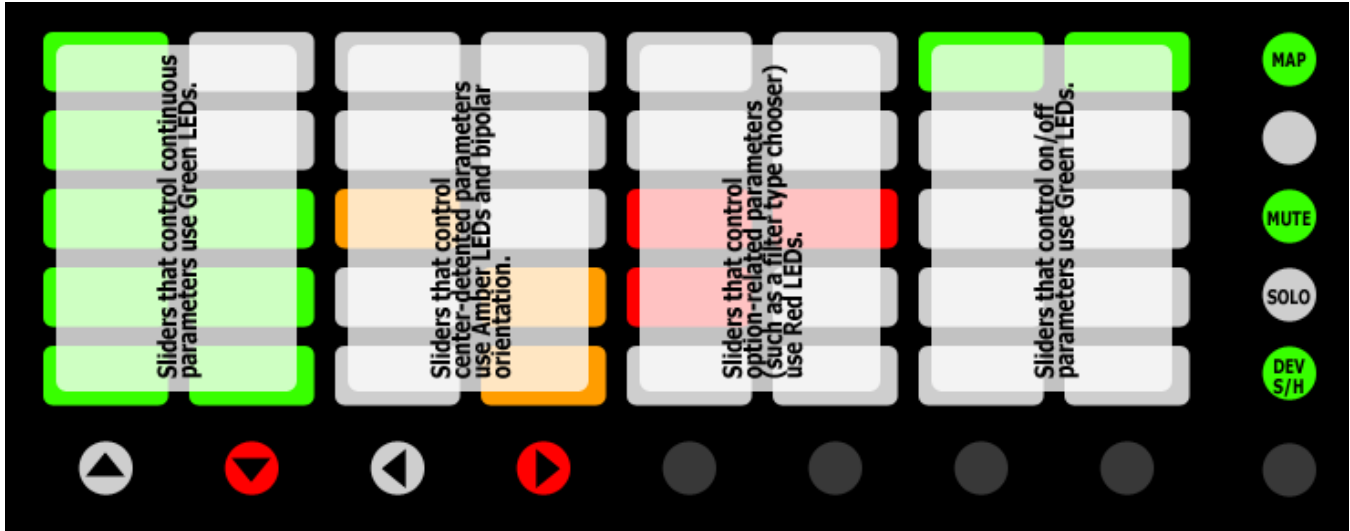 Sliders that control continuous
parameters use Green LEDs.
Sliders that control
center-detented parameters
use Amber LEDs and bipolar
orientation.
Sliders that control
option-related parameters
(such as a filter type chooser)
use Red LEDs.
Sliders that control on/off
parameters use Green LEDs.
MAP
MUTE
SOLO
DEV
S/H